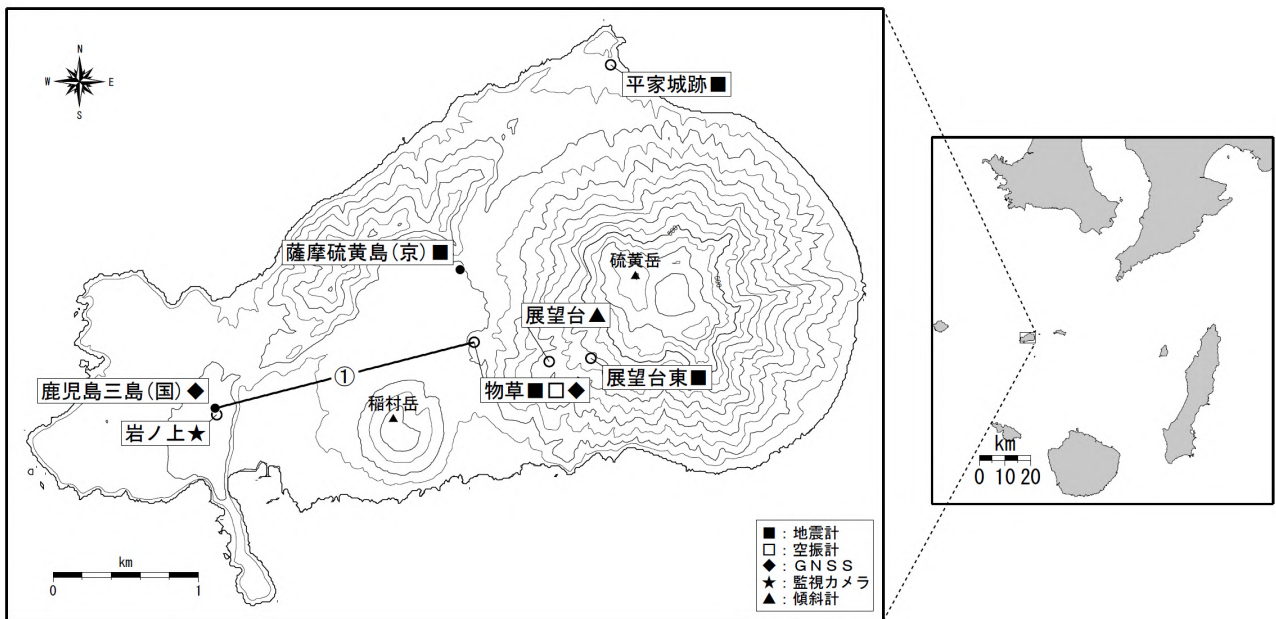 N
W E
S
平家城跡■
薩摩硫黄島(京)■
硫黄岳
600
500
展望台▲
①
展望台東■
鹿児島三島(国)◆
物草■□◆
稲村岳
岩ノ上★
km
0 1
■：地震計
□：空振計
◆：GNSS
★：監視カメラ
▲：傾斜計
km
0 10 20